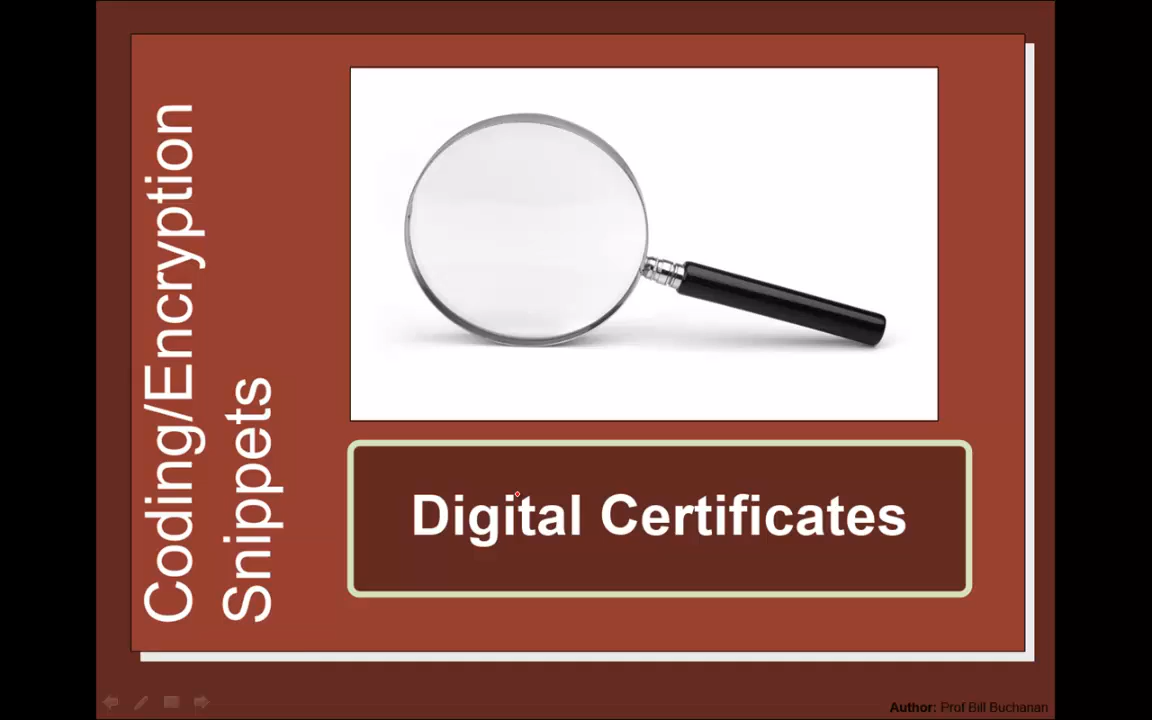 Coding/Encryption
Snippets
Digital Certificates
Author: Prof Bill Buchanan